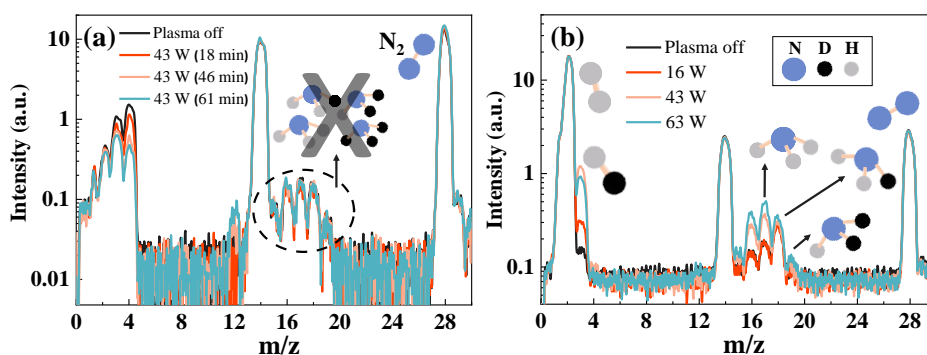 (a)
Plasma off
43 W (18 min)
43 W (46 min)
43 W (61 min)
N2
Intensity (a.u.)
10
1
0.1
0.01
0 4 8 12 16 20 24 28
m/z
(b)
Plasma off
16 W
43 W
63 W
N D H
Intensity (a.u.)
10
1
0.1
0 4 8 12 16 20 24 28
m/z